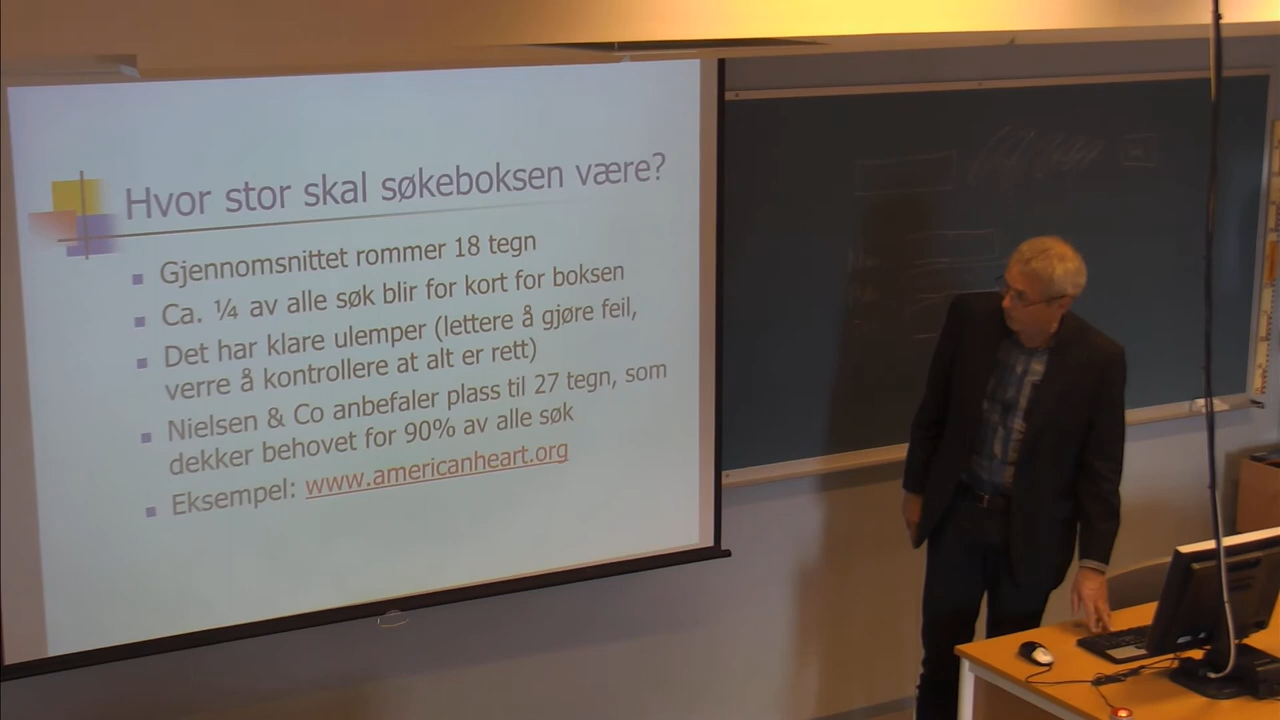 Hvor stor skal søkeboksen være?
Gjennomsnittet rommer 18 tegn
Ca. ¼ av alle søk blir for kort for boksen
Det har klare ulemper (lettere å gjøre feil,
verre å kontrollere at alt er rett)
Nielsen & Co anbefaler plass til 27 tegn, som
dekker behovet for 90% av alle søk
Eksempel: www.americanheart.org